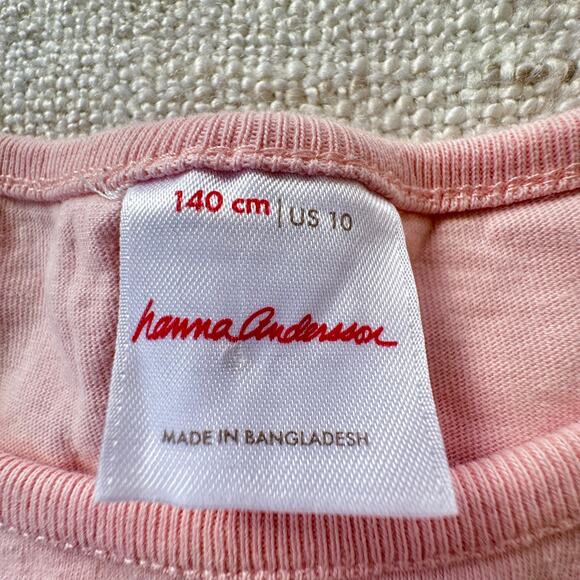 140 cm | US 10
hanna Andersson
MADE IN BANGLADESH